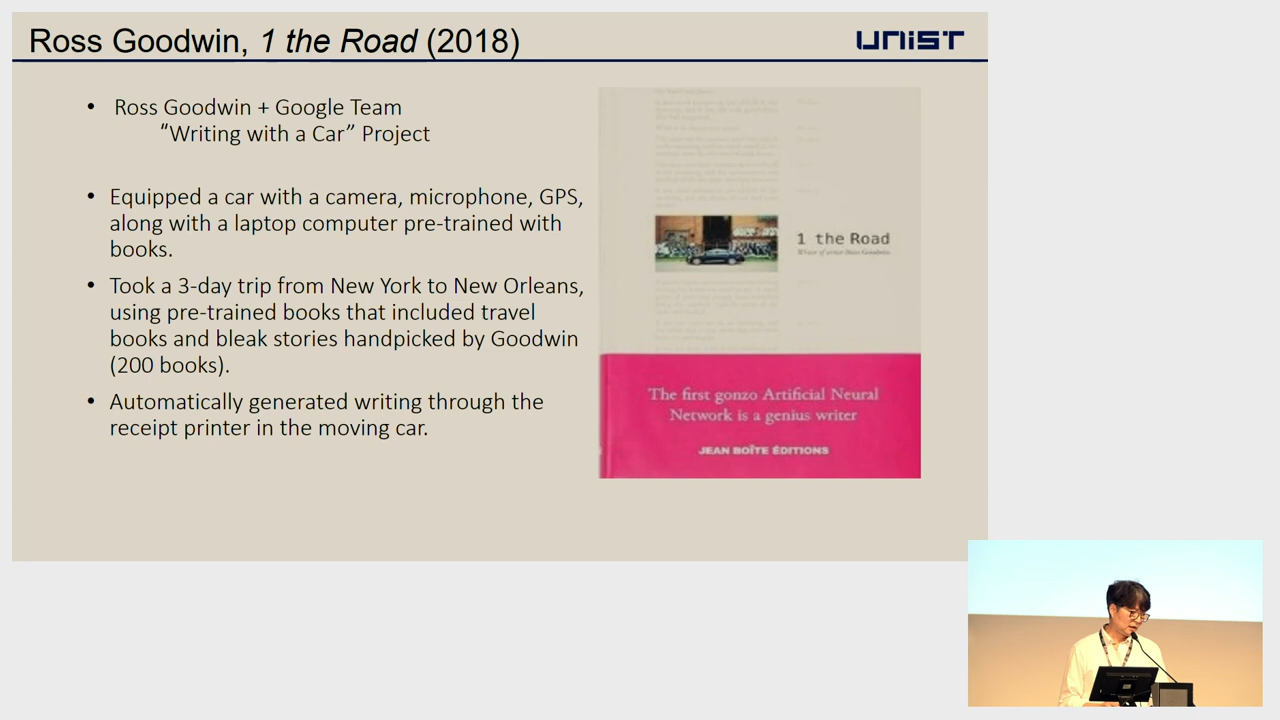 Ross Goodwin, 1 the Road (2018)
UNIST
• Ross Goodwin + Google Team
“Writing with a Car” Project
• Equipped a car with a camera, microphone, GPS,
along with a laptop computer pre-trained with
books.
• Took a 3-day trip from New York to New Orleans,
using pre-trained books that included travel
books and bleak stories handpicked by Goodwin
(200 books).
• Automatically generated writing through the
receipt printer in the moving car.
1 the Road
The first gonzo Artificial Neural
Network is a genius writer
JEAN BOÎTE ÉDITIONS